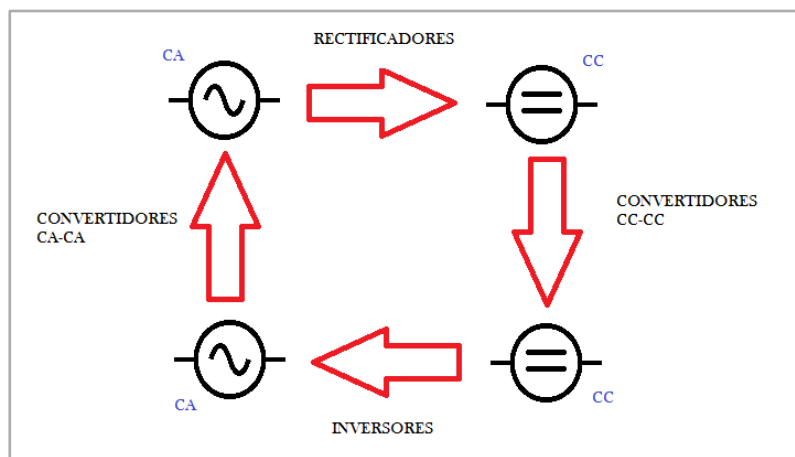 RECTIFICADORES
CA
CC
CONVERTIDORES
CA-CA
CONVERTIDORES
CC-CC
CA
CC
INVERSORES